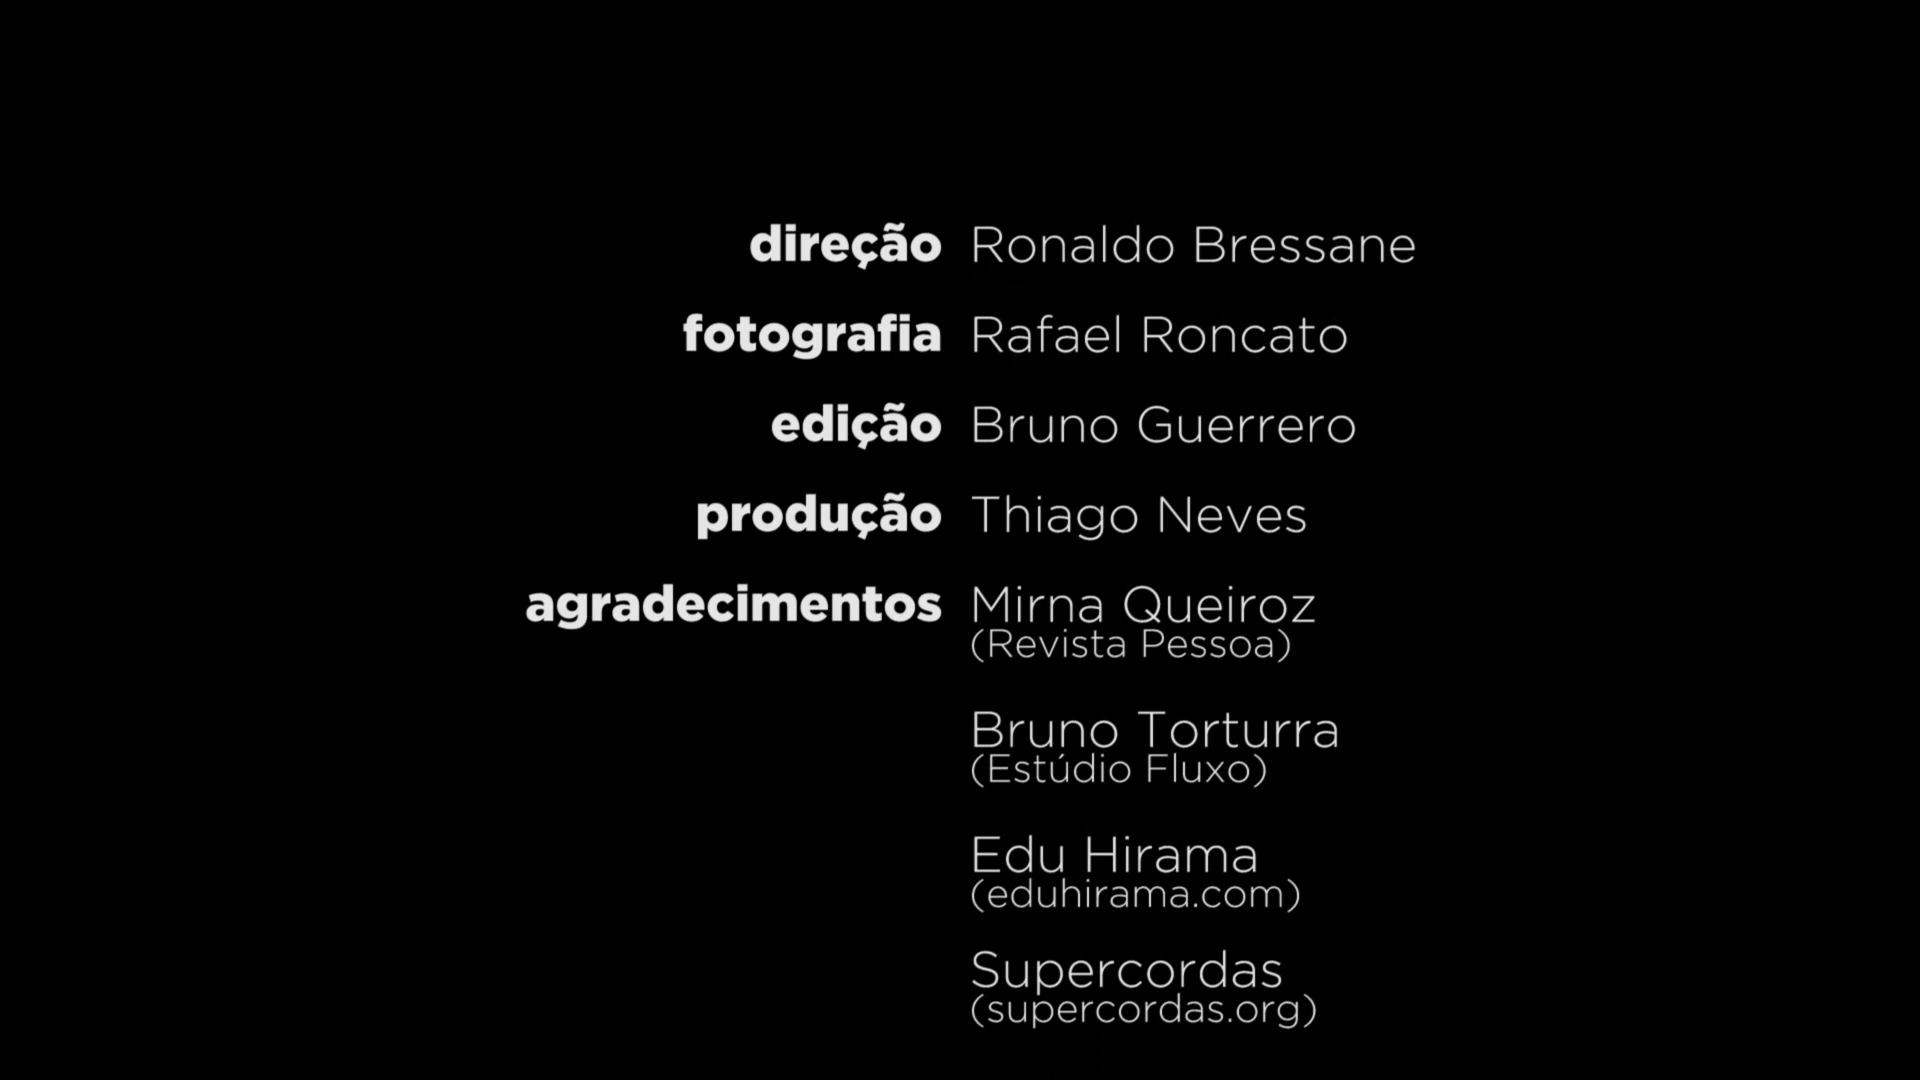 direção Ronaldo Bressane
fotografia Rafael Roncato
edição Bruno Guerrero
produção Thiago Neves
agradecimentos Mirna Queiroz
(Revista Pessoa)
Bruno Torturra
(Estúdio Fluxo)
Edu Hirama
(eduhirama.com)
Supercordas
(supercordas.org)